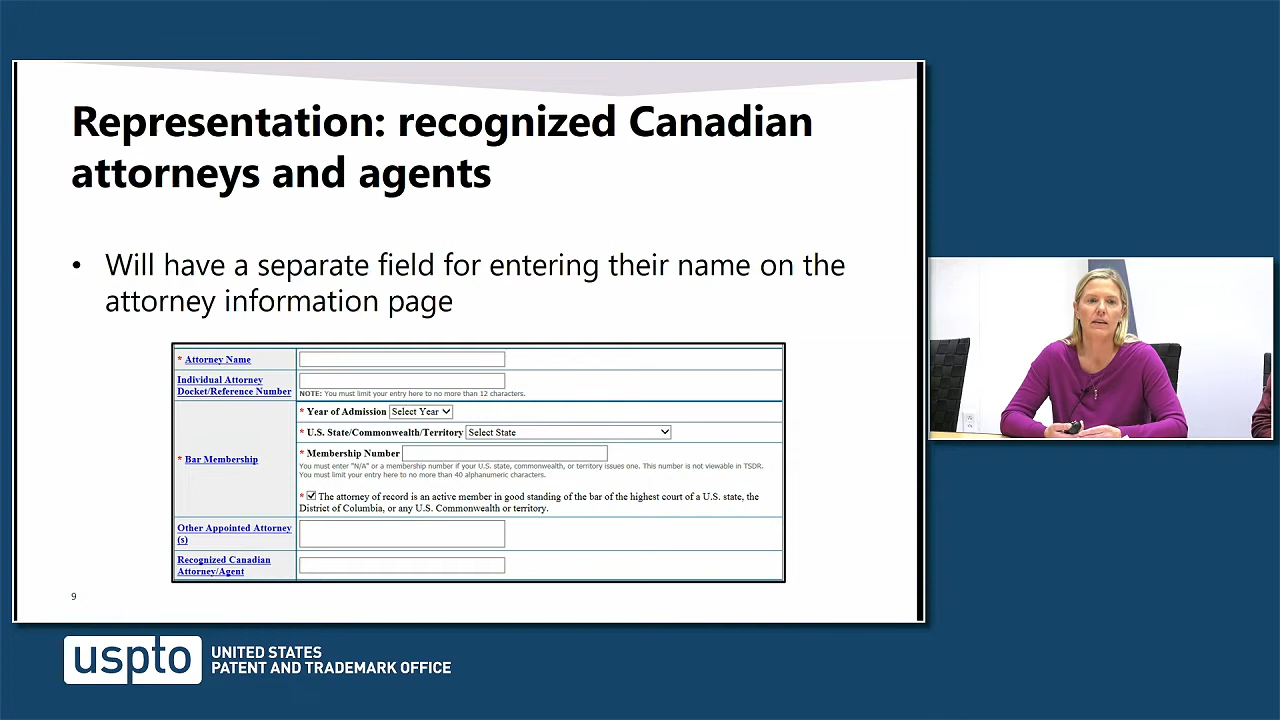 Representation: recognized Canadian
attorneys and agents
• Will have a separate field for entering their name on the
attorney information page
* Attorney Name
Individual Attorney
Docket/Reference Number
NOTE: You must limit your entry here to no more than 12 characters.
* Bar Membership
* Year of Admission Select Year
* U.S. State/Commonwealth/Territory Select State
* Membership Number
You must enter "N/A" or a membership number if your U.S. state, commonwealth, or territory issues one. This number is not viewable in TSDR.
You must limit your entry here to no more than 40 alphanumeric characters.
* The attorney of record is an active member in good standing of the bar of the highest court of a U.S. state, the
District of Columbia, or any U.S. Commonwealth or territory.
Other Appointed Attorney
(s)
Recognized Canadian
Attorney/Agent
9
uspto
UNITED STATES
PATENT AND TRADEMARK OFFICE